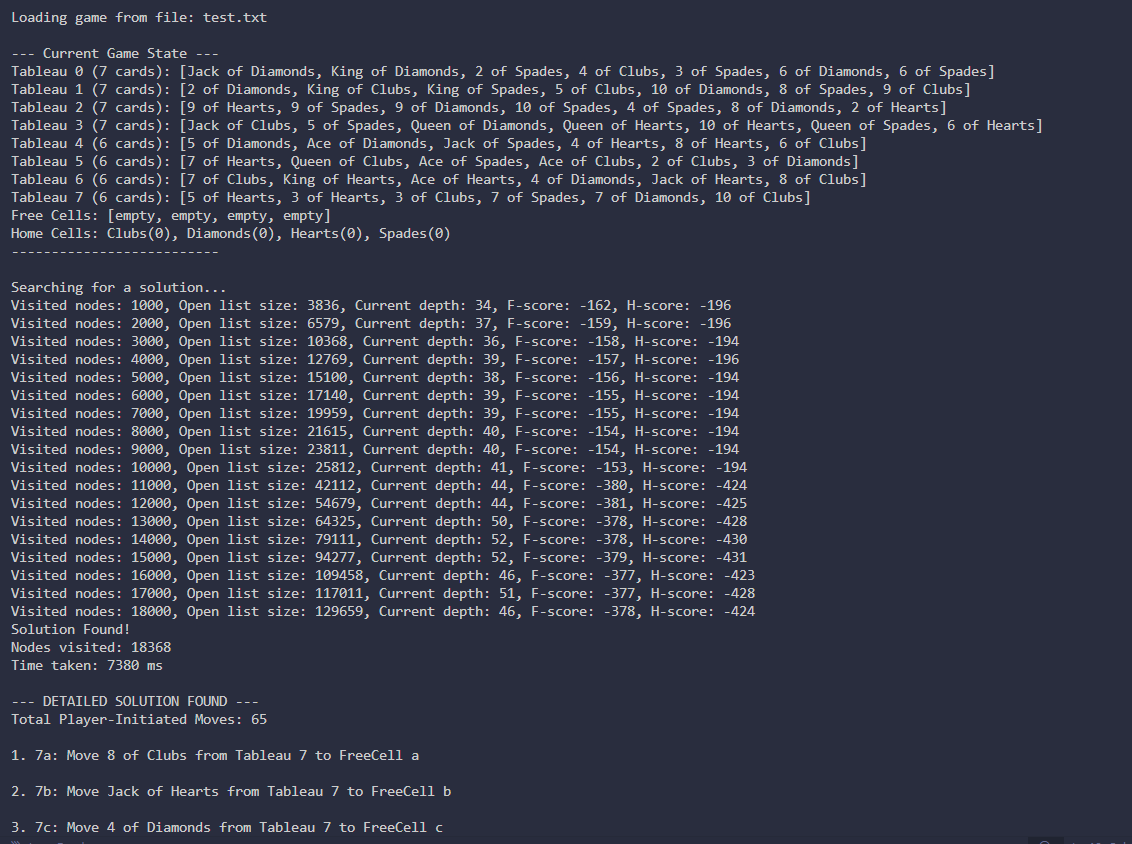 Loading game from file: test.txt
--- Current Game State ---
Tableau 0 (7 cards): [Jack of Diamonds, King of Diamonds, 2 of Spades, 4 of Clubs, 3 of Spades, 6 of Diamonds, 6 of Spades]
Tableau 1 (7 cards): [2 of Diamonds, King of Clubs, King of Spades, 5 of Clubs, 10 of Diamonds, 8 of Spades, 9 of Clubs]
Tableau 2 (7 cards): [9 of Hearts, 9 of Spades, 9 of Diamonds, 10 of Spades, 4 of Spades, 8 of Diamonds, 2 of Hearts]
Tableau 3 (7 cards): [Jack of Clubs, 5 of Spades, Queen of Diamonds, Queen of Hearts, 10 of Hearts, Queen of Spades, 6 of Hearts]
Tableau 4 (6 cards): [5 of Diamonds, Ace of Diamonds, Jack of Spades, 4 of Hearts, 8 of Hearts, 6 of Clubs]
Tableau 5 (6 cards): [7 of Hearts, Queen of Clubs, Ace of Spades, Ace of Clubs, 2 of Clubs, 3 of Diamonds]
Tableau 6 (6 cards): [7 of Clubs, King of Hearts, Ace of Hearts, 4 of Diamonds, Jack of Hearts, 8 of Clubs]
Tableau 7 (6 cards): [5 of Hearts, 3 of Hearts, 3 of Clubs, 7 of Spades, 7 of Diamonds, 10 of Clubs]
Free Cells: [empty, empty, empty, empty]
Home Cells: Clubs(0), Diamonds(0), Hearts(0), Spades(0)
--------------------------
Searching for a solution...
Visited nodes: 1000, Open list size: 3836, Current depth: 34, F-score: -162, H-score: -196
Visited nodes: 2000, Open list size: 6579, Current depth: 37, F-score: -159, H-score: -196
Visited nodes: 3000, Open list size: 10368, Current depth: 36, F-score: -158, H-score: -194
Visited nodes: 4000, Open list size: 12769, Current depth: 39, F-score: -157, H-score: -196
Visited nodes: 5000, Open list size: 15100, Current depth: 38, F-score: -156, H-score: -194
Visited nodes: 6000, Open list size: 17140, Current depth: 39, F-score: -155, H-score: -194
Visited nodes: 7000, Open list size: 19959, Current depth: 39, F-score: -155, H-score: -194
Visited nodes: 8000, Open list size: 21615, Current depth: 40, F-score: -154, H-score: -194
Visited nodes: 9000, Open list size: 23811, Current depth: 40, F-score: -154, H-score: -194
Visited nodes: 10000, Open list size: 25812, Current depth: 41, F-score: -153, H-score: -194
Visited nodes: 11000, Open list size: 42112, Current depth: 44, F-score: -380, H-score: -424
Visited nodes: 12000, Open list size: 54679, Current depth: 44, F-score: -381, H-score: -425
Visited nodes: 13000, Open list size: 64325, Current depth: 50, F-score: -378, H-score: -428
Visited nodes: 14000, Open list size: 79111, Current depth: 52, F-score: -378, H-score: -430
Visited nodes: 15000, Open list size: 94277, Current depth: 52, F-score: -379, H-score: -431
Visited nodes: 16000, Open list size: 109458, Current depth: 46, F-score: -377, H-score: -423
Visited nodes: 17000, Open list size: 117011, Current depth: 51, F-score: -377, H-score: -428
Visited nodes: 18000, Open list size: 129659, Current depth: 46, F-score: -378, H-score: -424
Solution Found!
Nodes visited: 18368
Time taken: 7380 ms
--- DETAILED SOLUTION FOUND ---
Total Player-Initiated Moves: 65
1. 7a: Move 8 of Clubs from Tableau 7 to FreeCell a
2. 7b: Move Jack of Hearts from Tableau 7 to FreeCell b
3. 7c: Move 4 of Diamonds from Tableau 7 to FreeCell c